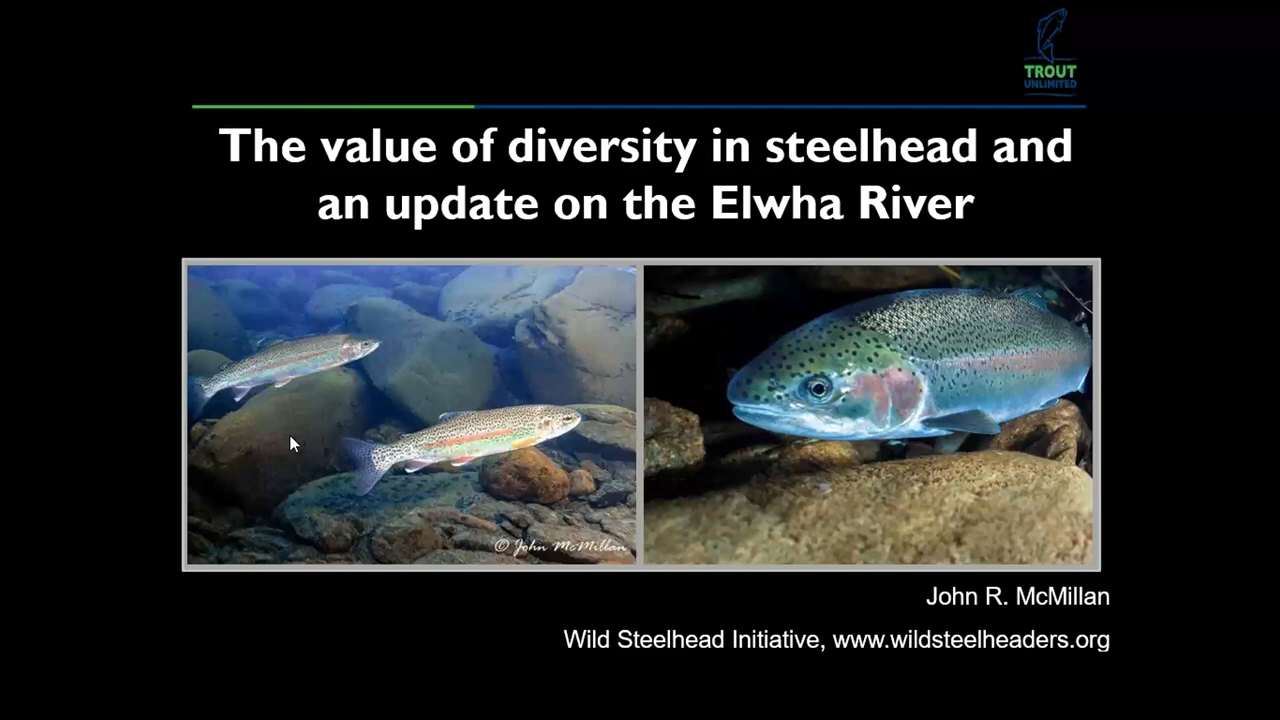 TROUT
UNLIMITED
The value of diversity in steelhead and
an update on the Elwha River
© John McMillan
John R. McMillan
Wild Steelhead Initiative, www.wildsteelheaders.org